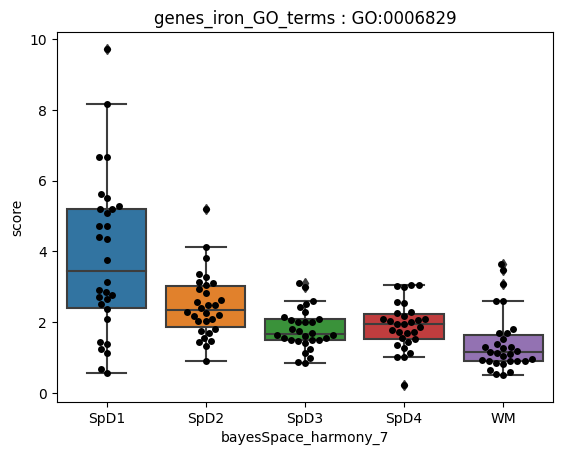 genes_iron_GO_terms : GO:0006829
10
8
6
4
2
0
score
SpD1 SpD2 SpD3 SpD4 WM
bayesSpace_harmony_7